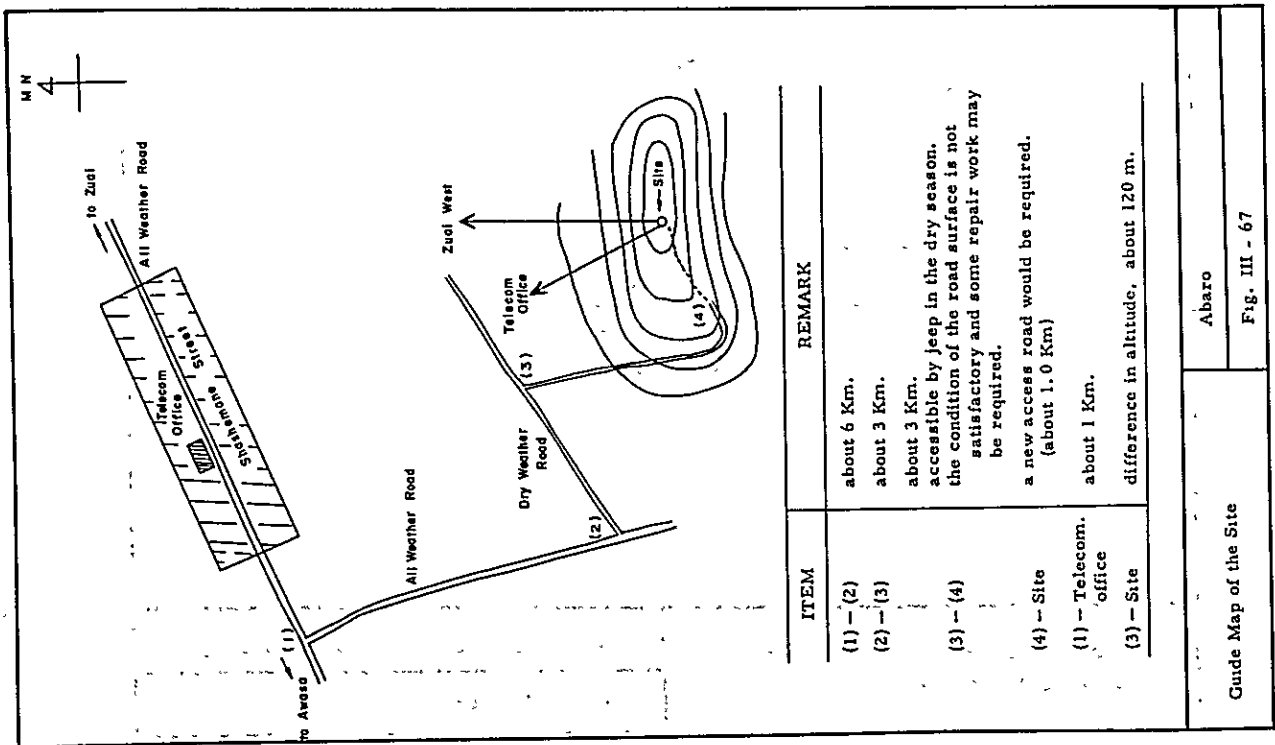 M N
to Zuai
All Weather Road
Telecom
Office
Shashemane Street
(1)
to Awasa
All Weather Road
Zuai West
Telecom
Office
(3)
Dry Weather
Road
(2)
Site
(4)
ITEM REMARK
(1) — (2) about 6 Km.
(2) — (3) about 3 Km.
(3) — (4) about 3 Km.
accessible by jeep in the dry season.
the condition of the road surface is not
satisfactory and some repair work may
be required.
(4) — Site a new access road would be required.
(about 1.0 Km)
(1) — Telecom. about 1 Km.
office
(3) — Site difference in altitude, about 120 m.
Guide Map of the Site
Abaro
Fig. III - 67